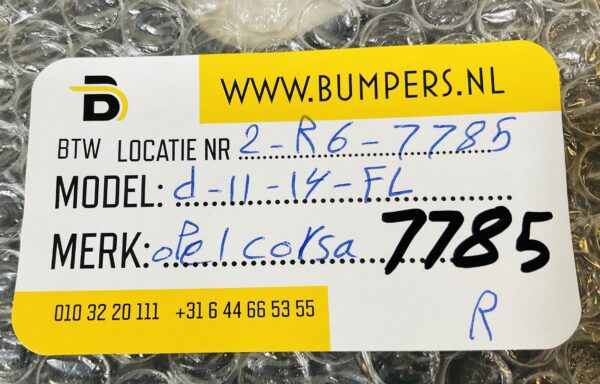 WWW.BUMPERS.NL
B
BTW LOCATIE NR 2-R6-7785
MODEL: d-11-14-FL
MERK: oPel corsa 7785
010 32 20 111 +31 6 44 66 53 55
R